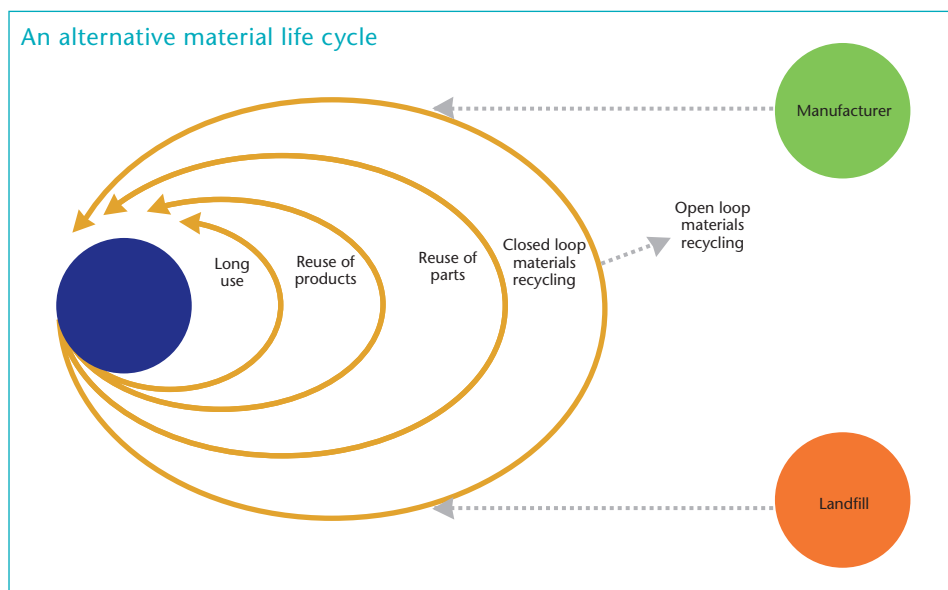 An alternative material life cycle
Manufacturer
Open loop
materials
recycling
Long
use
Reuse of
products
Reuse of
parts
Closed loop
materials
recycling
Landfill